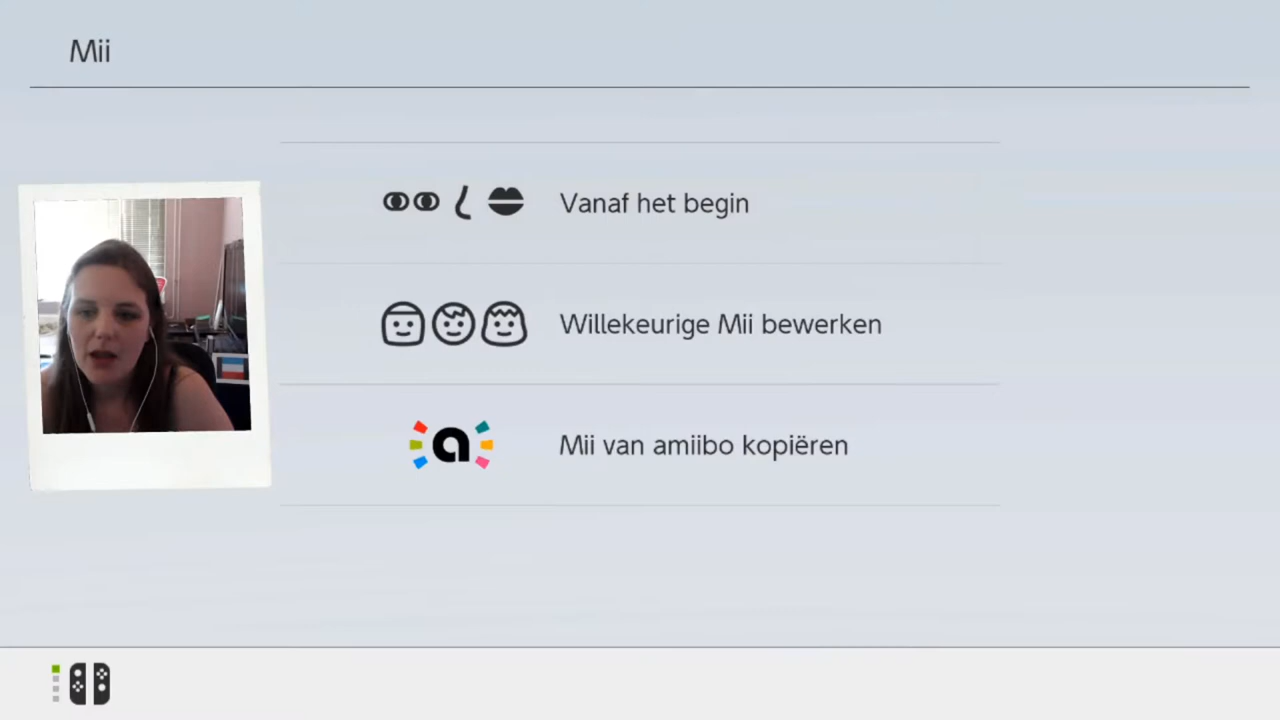 Mii
Vanaf het begin
Willekeurige Mii bewerken
Mii van amiibo kopiëren